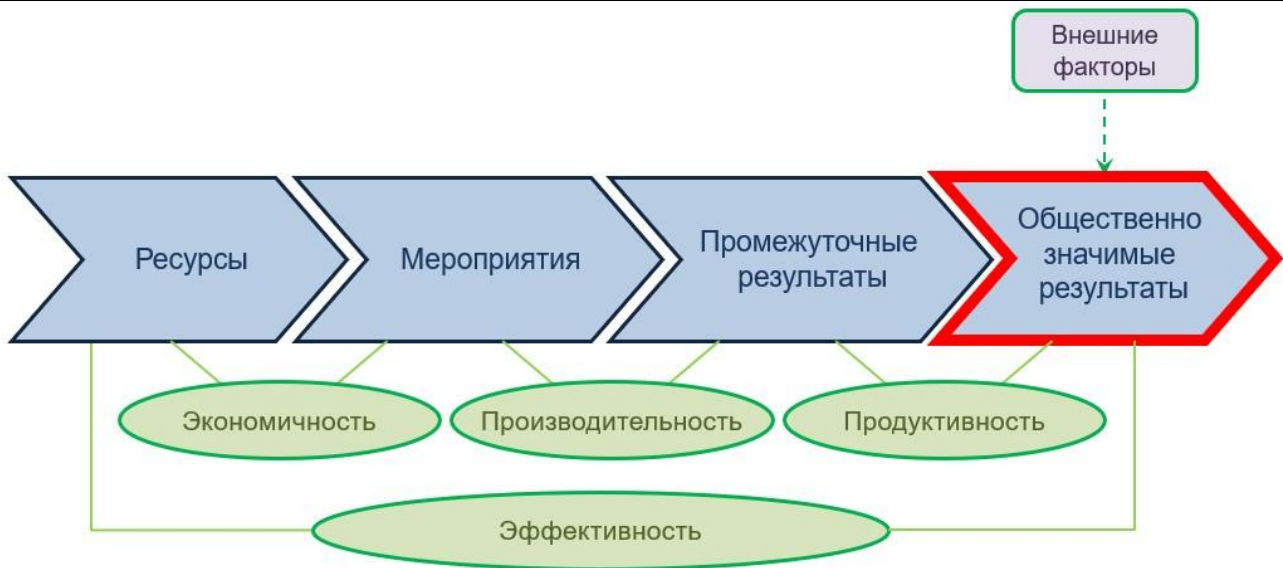 Внешние
факторы
Ресурсы
Мероприятия
Промежуточные
результаты
Общественно
значимые
результаты
Экономичность
Производительность
Продуктивность
Эффективность